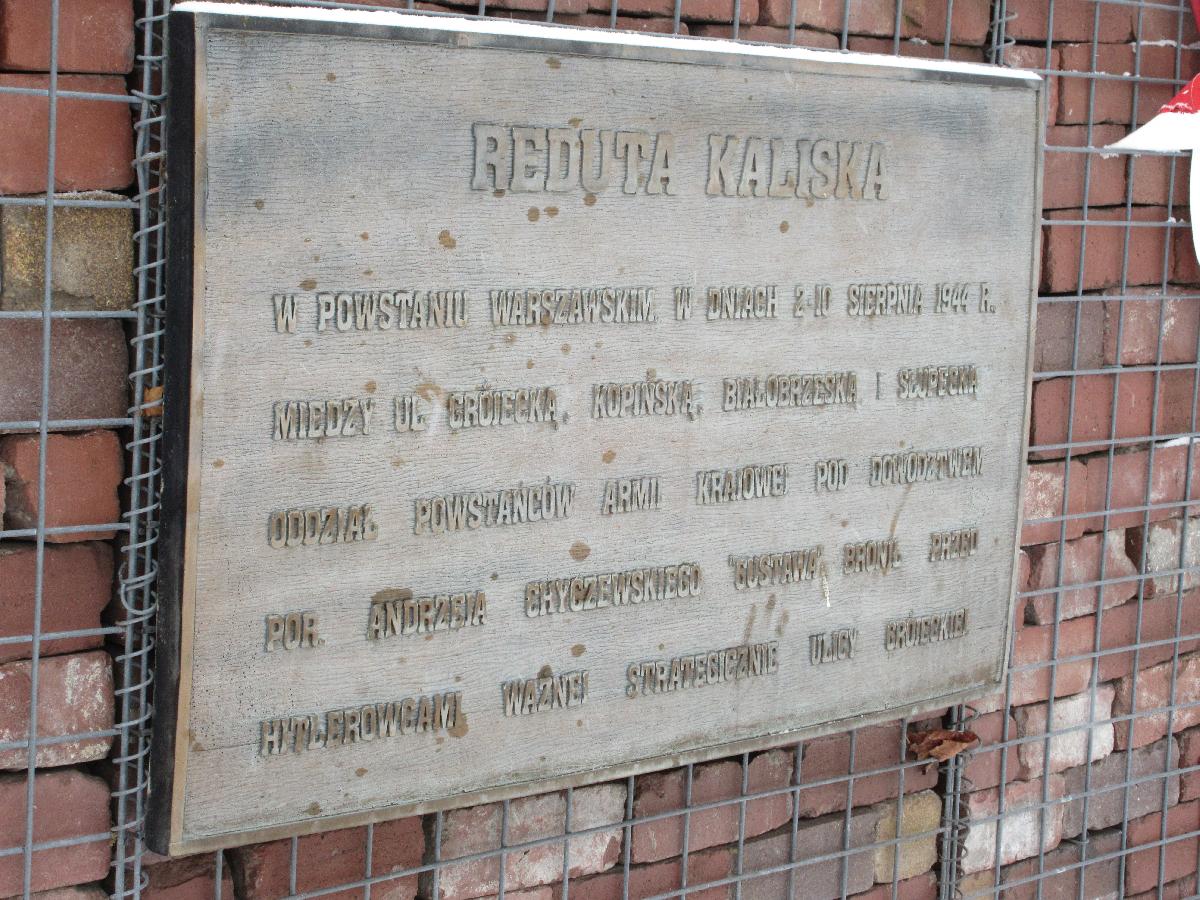 REDUTA KALISKA
W POWSTANIU WARSZAWSKIM, W DNIACH 2-10 SIERPNIA 1944 R.
MIĘDZY UL. GRÓJECKĄ, KOPIŃSKĄ, BIAŁOBRZESKĄ I SŁUPECKĄ
ODDZIAŁ POWSTAŃCÓW ARMII KRAJOWEJ POD DOWÓDZTWEM
POR. ANDRZEJA CHYCZEWSKIEGO "GUSTAWA" BRONIŁ PRZED
HITLEROWCAMI WAŻNEJ STRATEGICZNIE ULICY GRÓJECKIEJ.